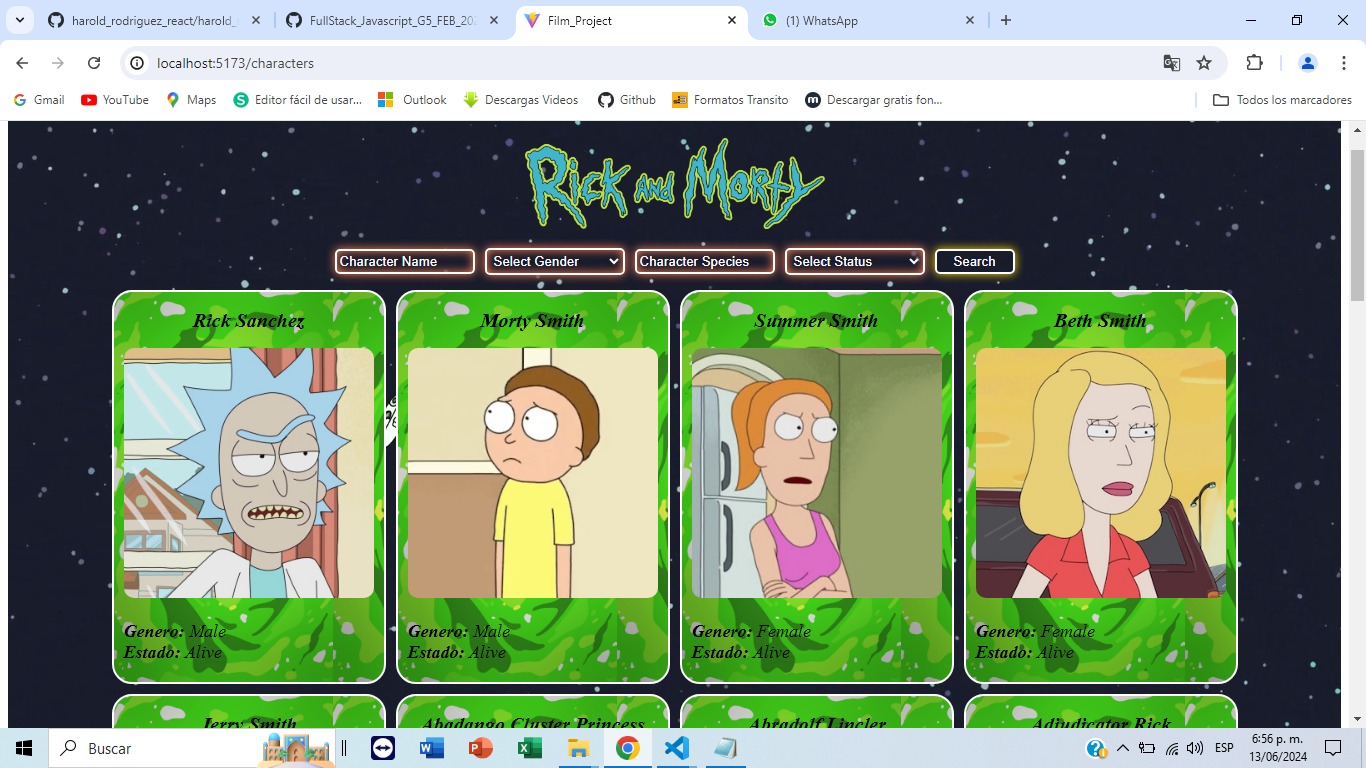 harold_rodriguez_react/harold_
FullStack_Javascript_G5_FEB_202
Film_Project
(1) WhatsApp
localhost:5173/characters
Gmail
YouTube
Maps
Editor fácil de usar...
Outlook
Descargas Videos
Github
Formatos Transito
Descargar gratis fon...
Todos los marcadores
Rick and Morty
Character Name
Select Gender
Character Species
Select Status
Search
Rick Sanchez
Morty Smith
Summer Smith
Beth Smith
Genero: Male
Estado: Alive
Genero: Male
Estado: Alive
Genero: Female
Estado: Alive
Genero: Female
Estado: Alive
Jerry Smith
Abadango Cluster Princess
Abradolf Lincler
Adjudicator Rick
Buscar
ESP
6:56 p. m.
13/06/2024